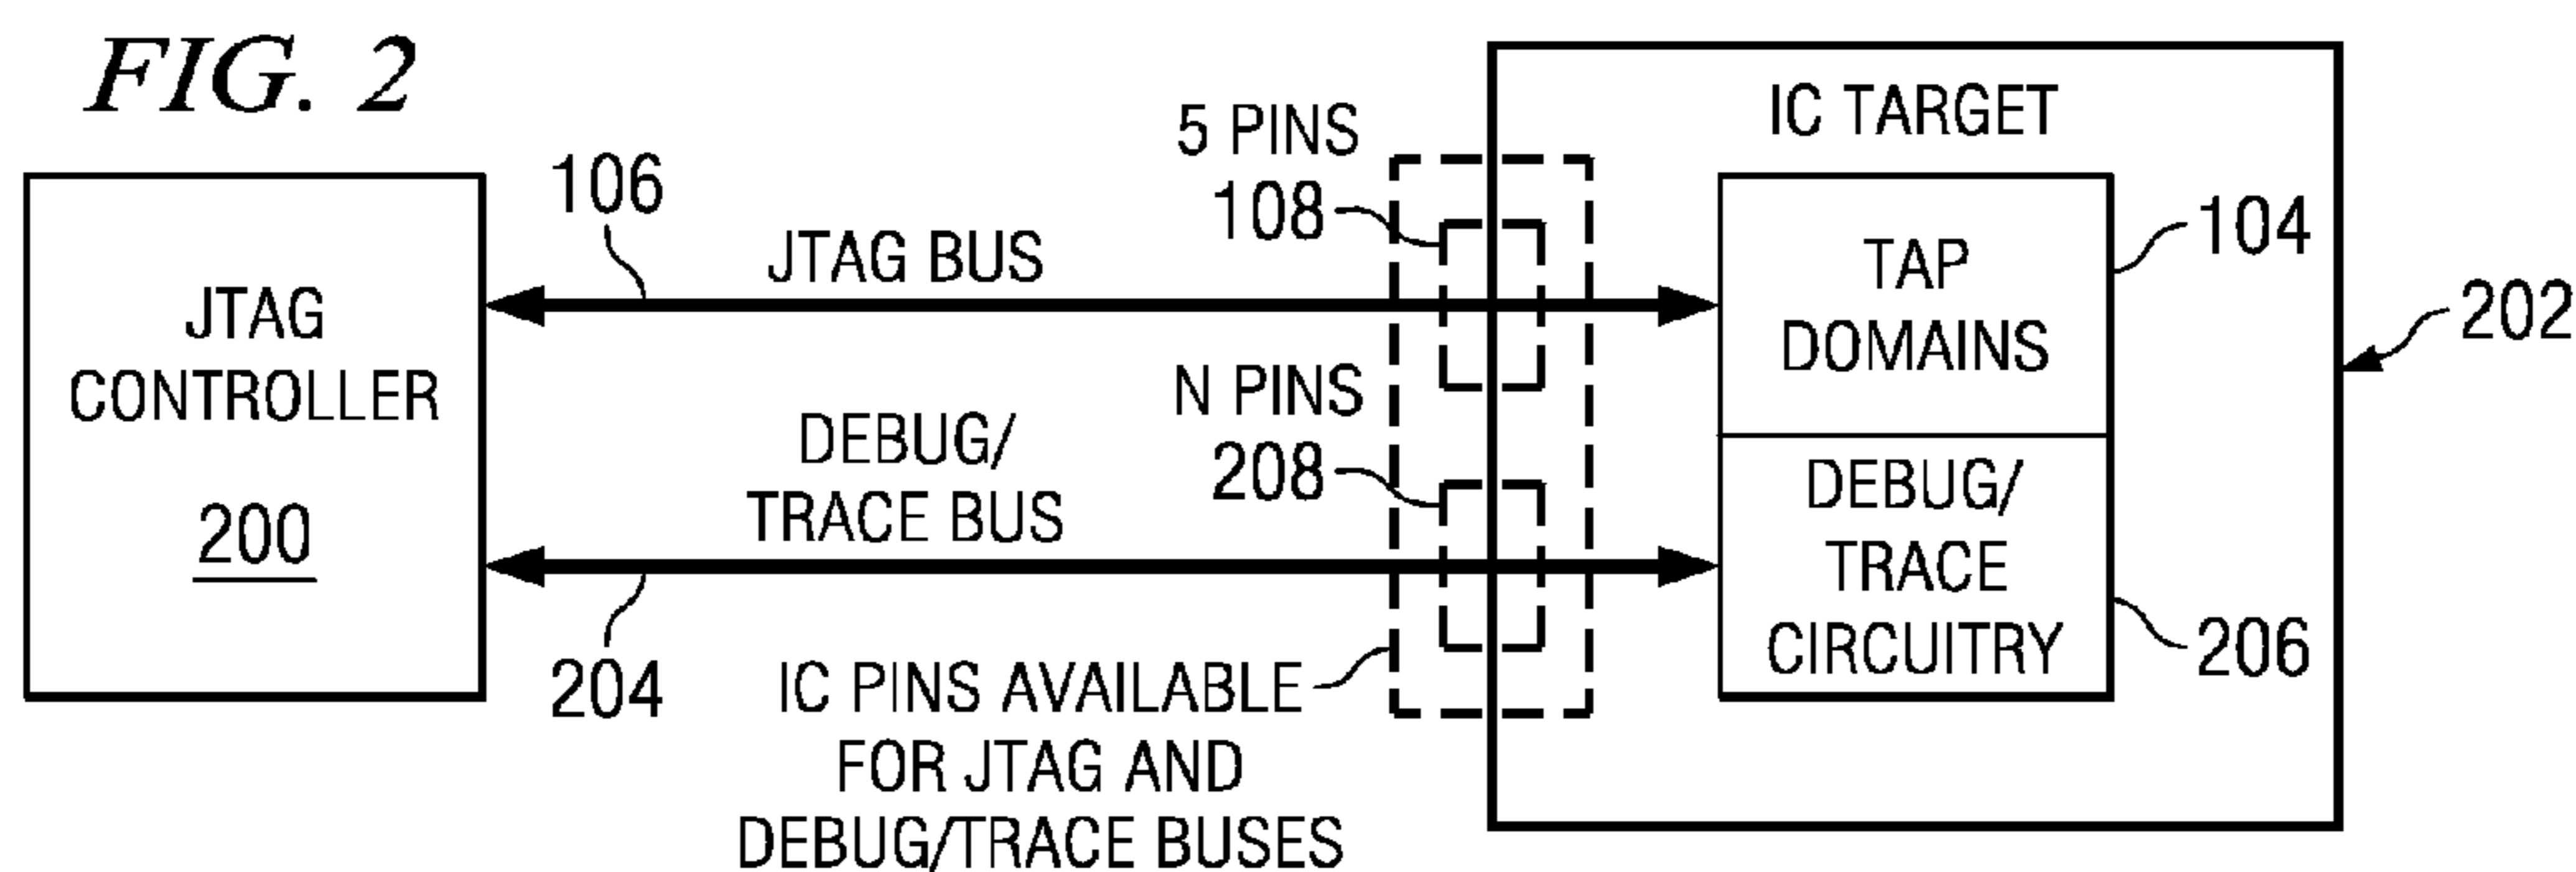 FIG. 2
JTAG
CONTROLLER
200
106
JTAG BUS
DEBUG/
TRACE BUS
204
5 PINS
108
N PINS
208
IC PINS AVAILABLE
FOR JTAG AND
DEBUG/TRACE BUSES
IC TARGET
TAP
DOMAINS
104
DEBUG/
TRACE
CIRCUITRY
206
202